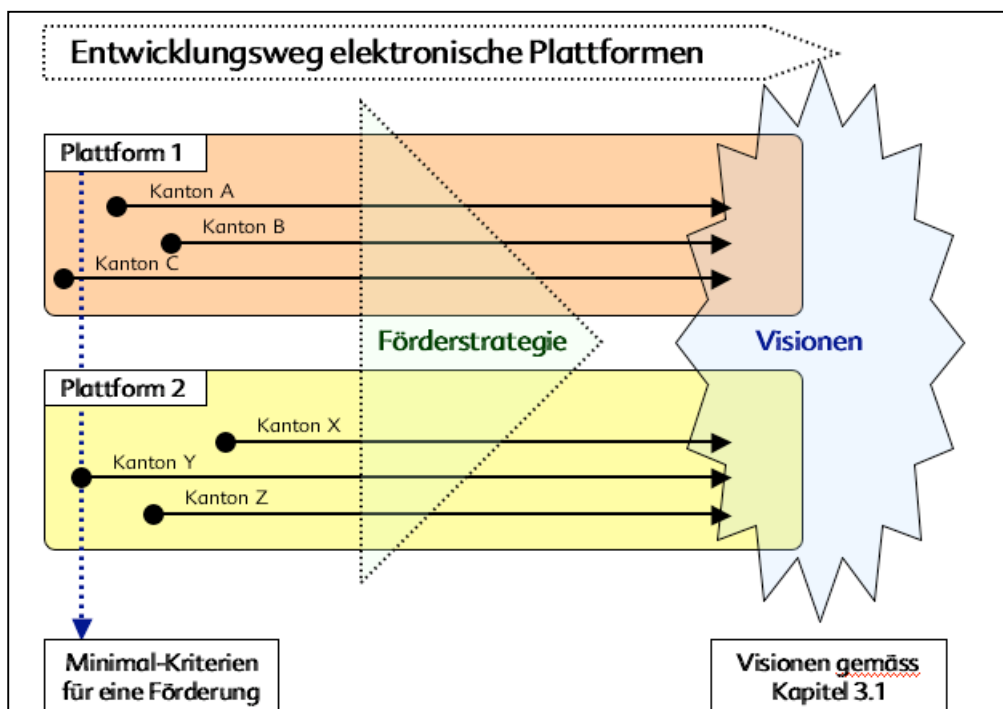 Entwicklungsweg elektronische Plattformen
Plattform 1
Kanton A
Kanton B
Kanton C
Förderstrategie
Visionen
Plattform 2
Kanton X
Kanton Y
Kanton Z
Minimal-Kriterien
für eine Förderung
Visionen gemäss
Kapitel 3.1